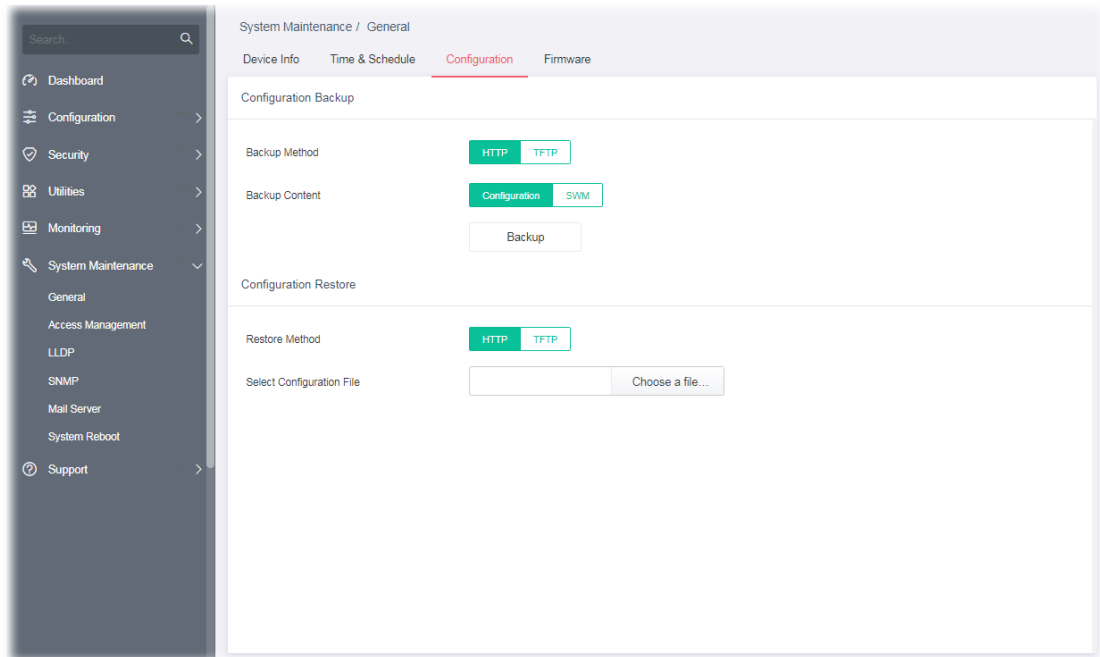 Search...
Dashboard
Configuration
Security
Utilities
Monitoring
System Maintenance
General
Access Management
LLDP
SNMP
Mail Server
System Reboot
Support
System Maintenance / General
Device Info Time & Schedule Configuration Firmware
Configuration Backup
Backup Method HTTP TFTP
Backup Content Configuration SWM
Backup
Configuration Restore
Restore Method HTTP TFTP
Select Configuration File Choose a file...